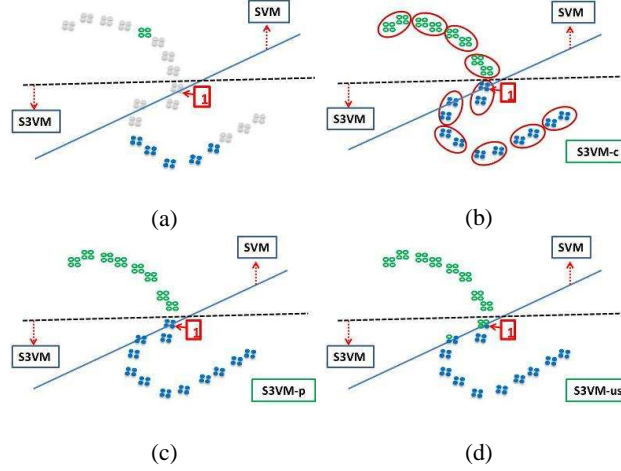 SVM
S3VM
1
(a)
SVM
S3VM
1
S3VM-c
(b)
SVM
S3VM
1
S3VM-p
(c)
SVM
S3VM
1
S3VM-us
(d)